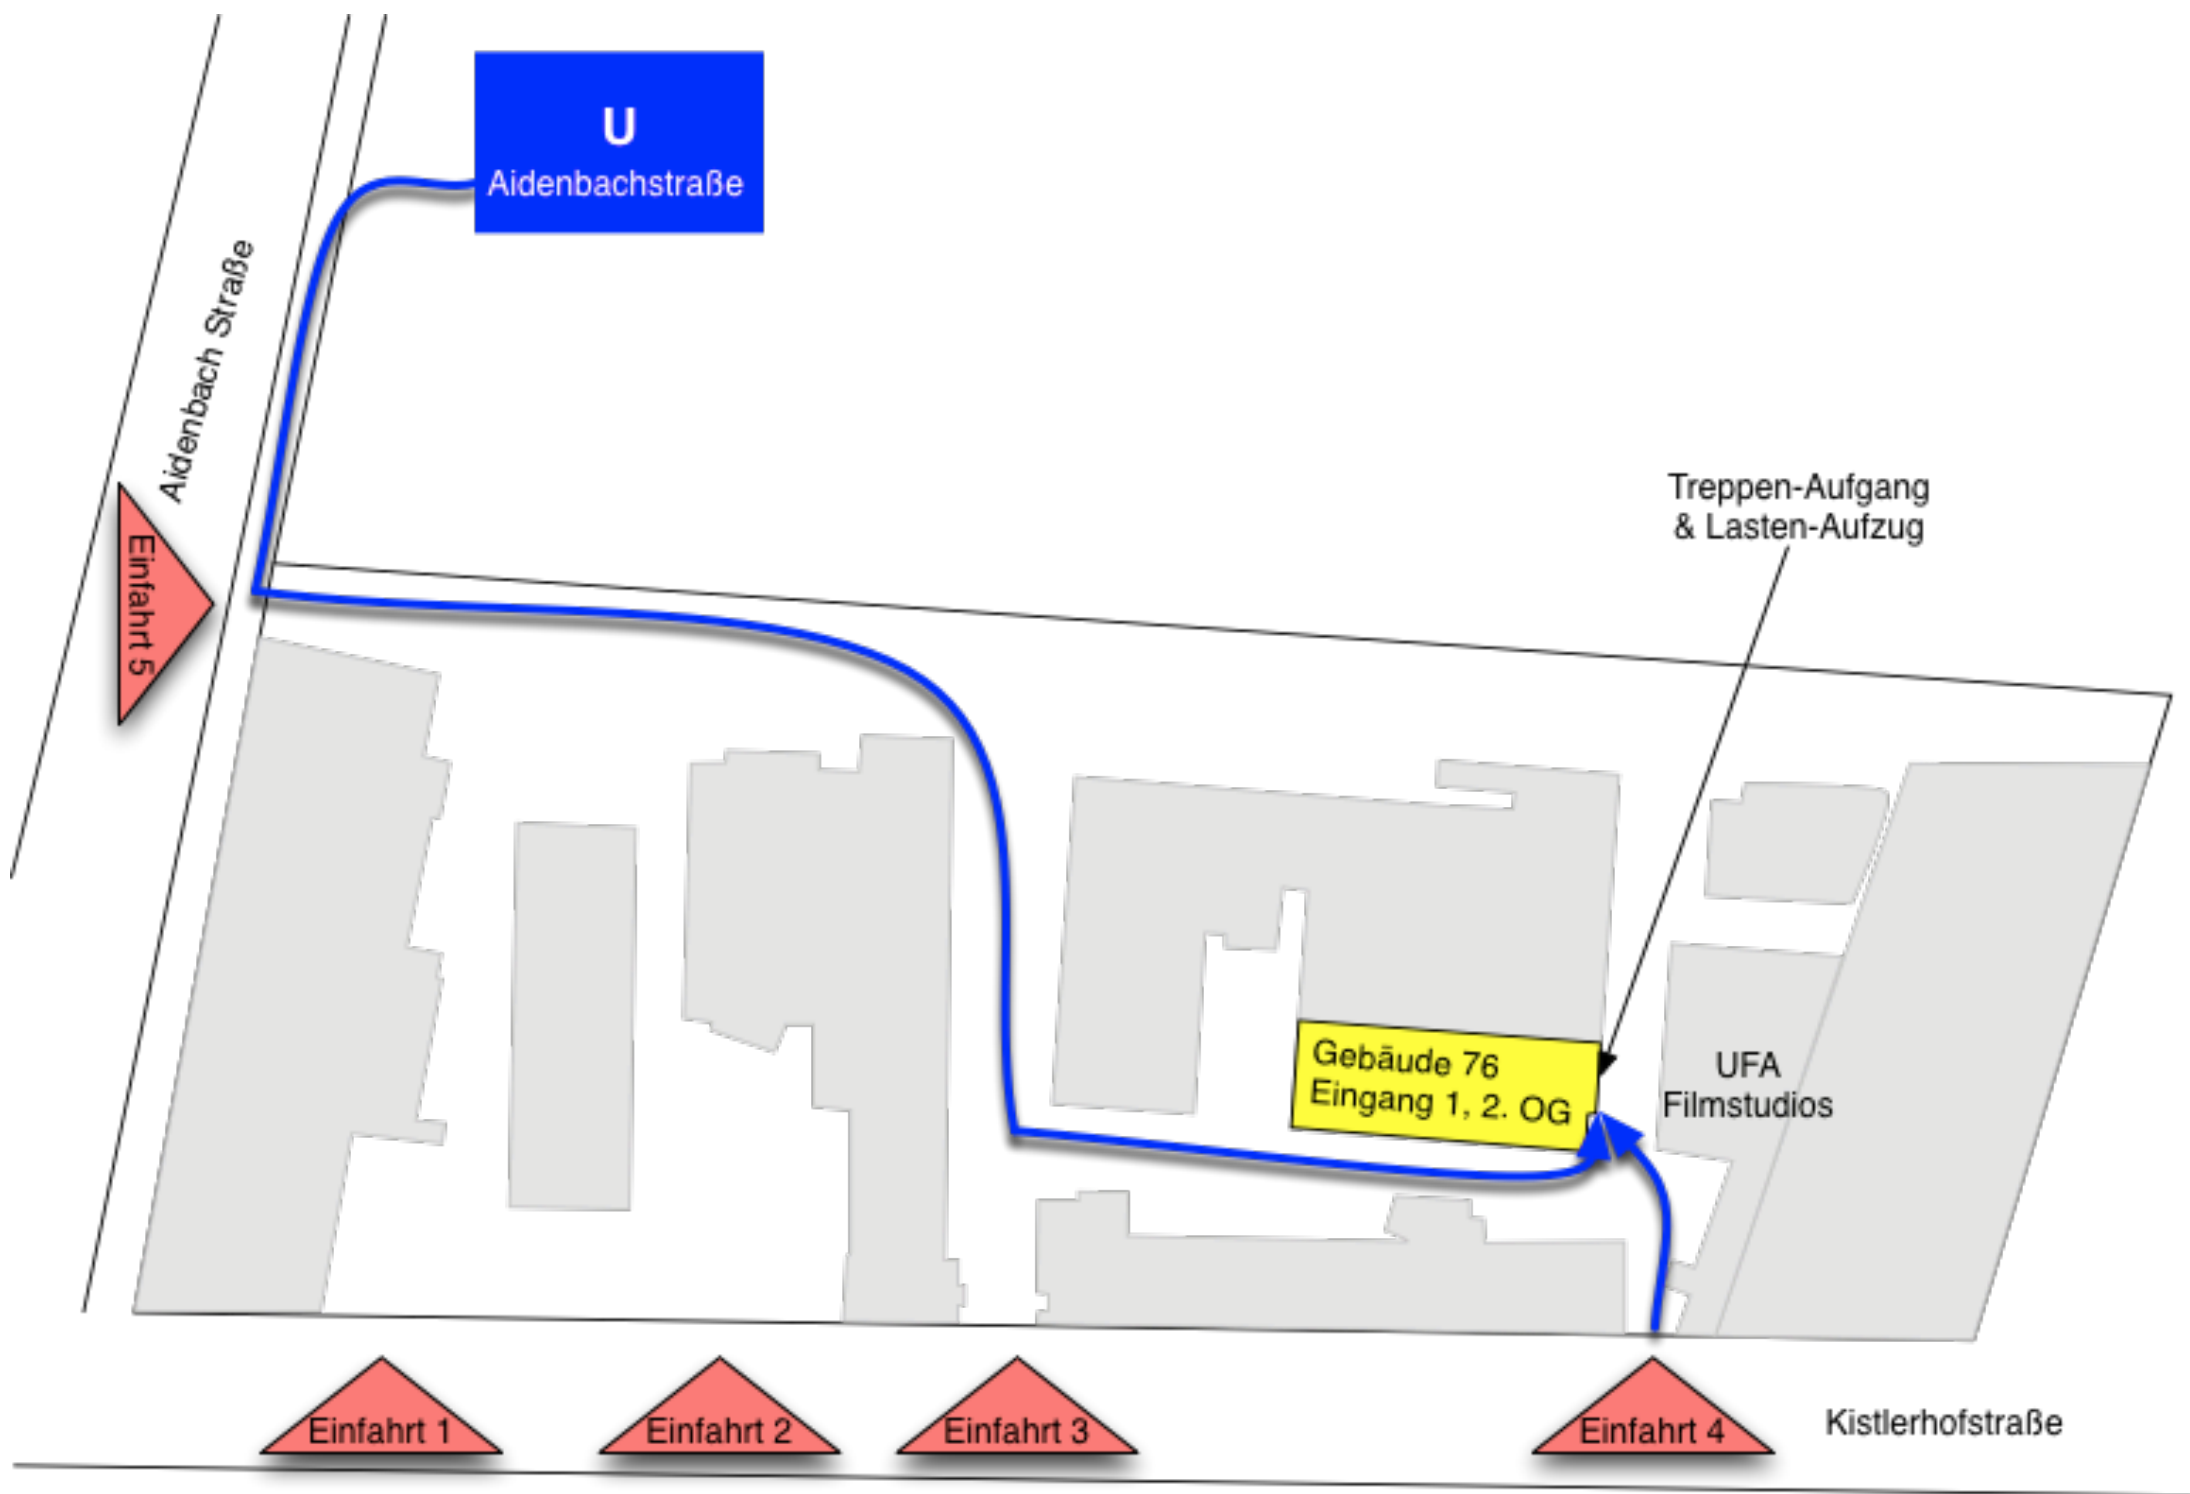 U
Aidenbachstraße
Aidenbach Straße
Einfahrt 5
Treppen-Aufgang
& Lasten-Aufzug
Gebäude 76
Eingang 1, 2. OG
UFA
Filmstudios
Einfahrt 1
Einfahrt 2
Einfahrt 3
Einfahrt 4
Kistlerhofstraße